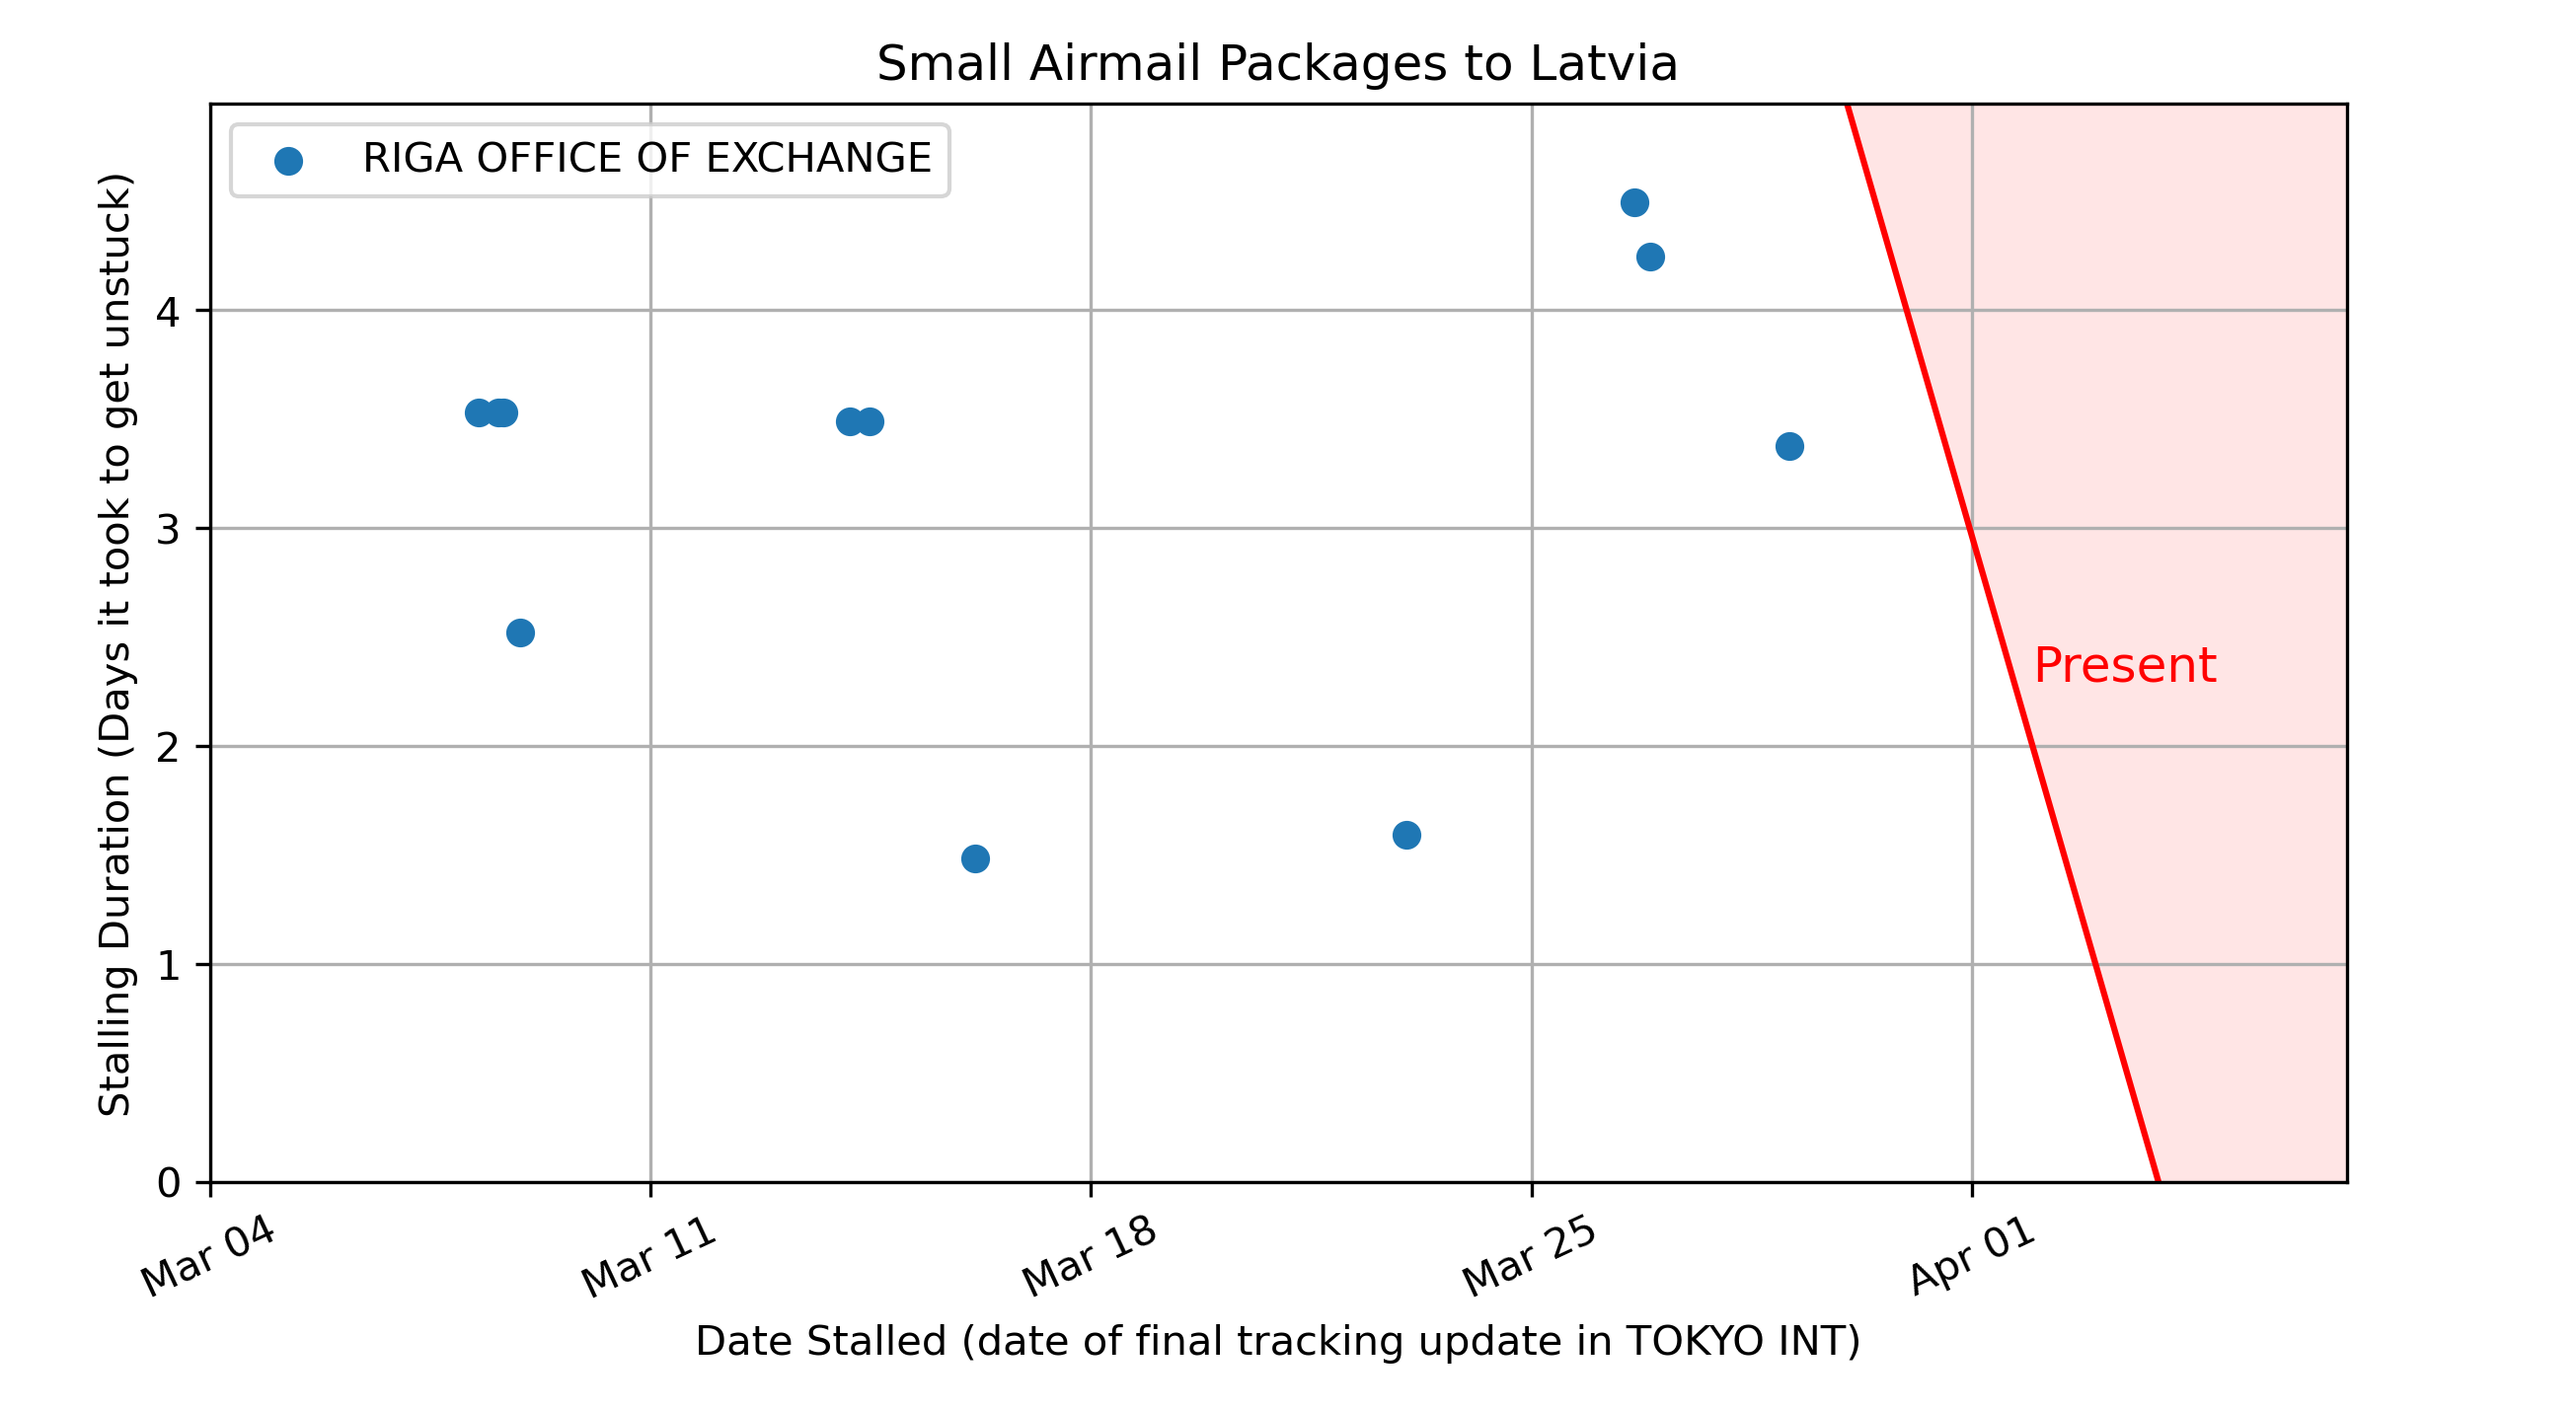 Small Airmail Packages to Latvia
RIGA OFFICE OF EXCHANGE
Stalling Duration (Days it took to get unstuck)
4
3
2
1
0
Present
Mar 04
Mar 11
Mar 18
Mar 25
Apr 01
Date Stalled (date of final tracking update in TOKYO INT)